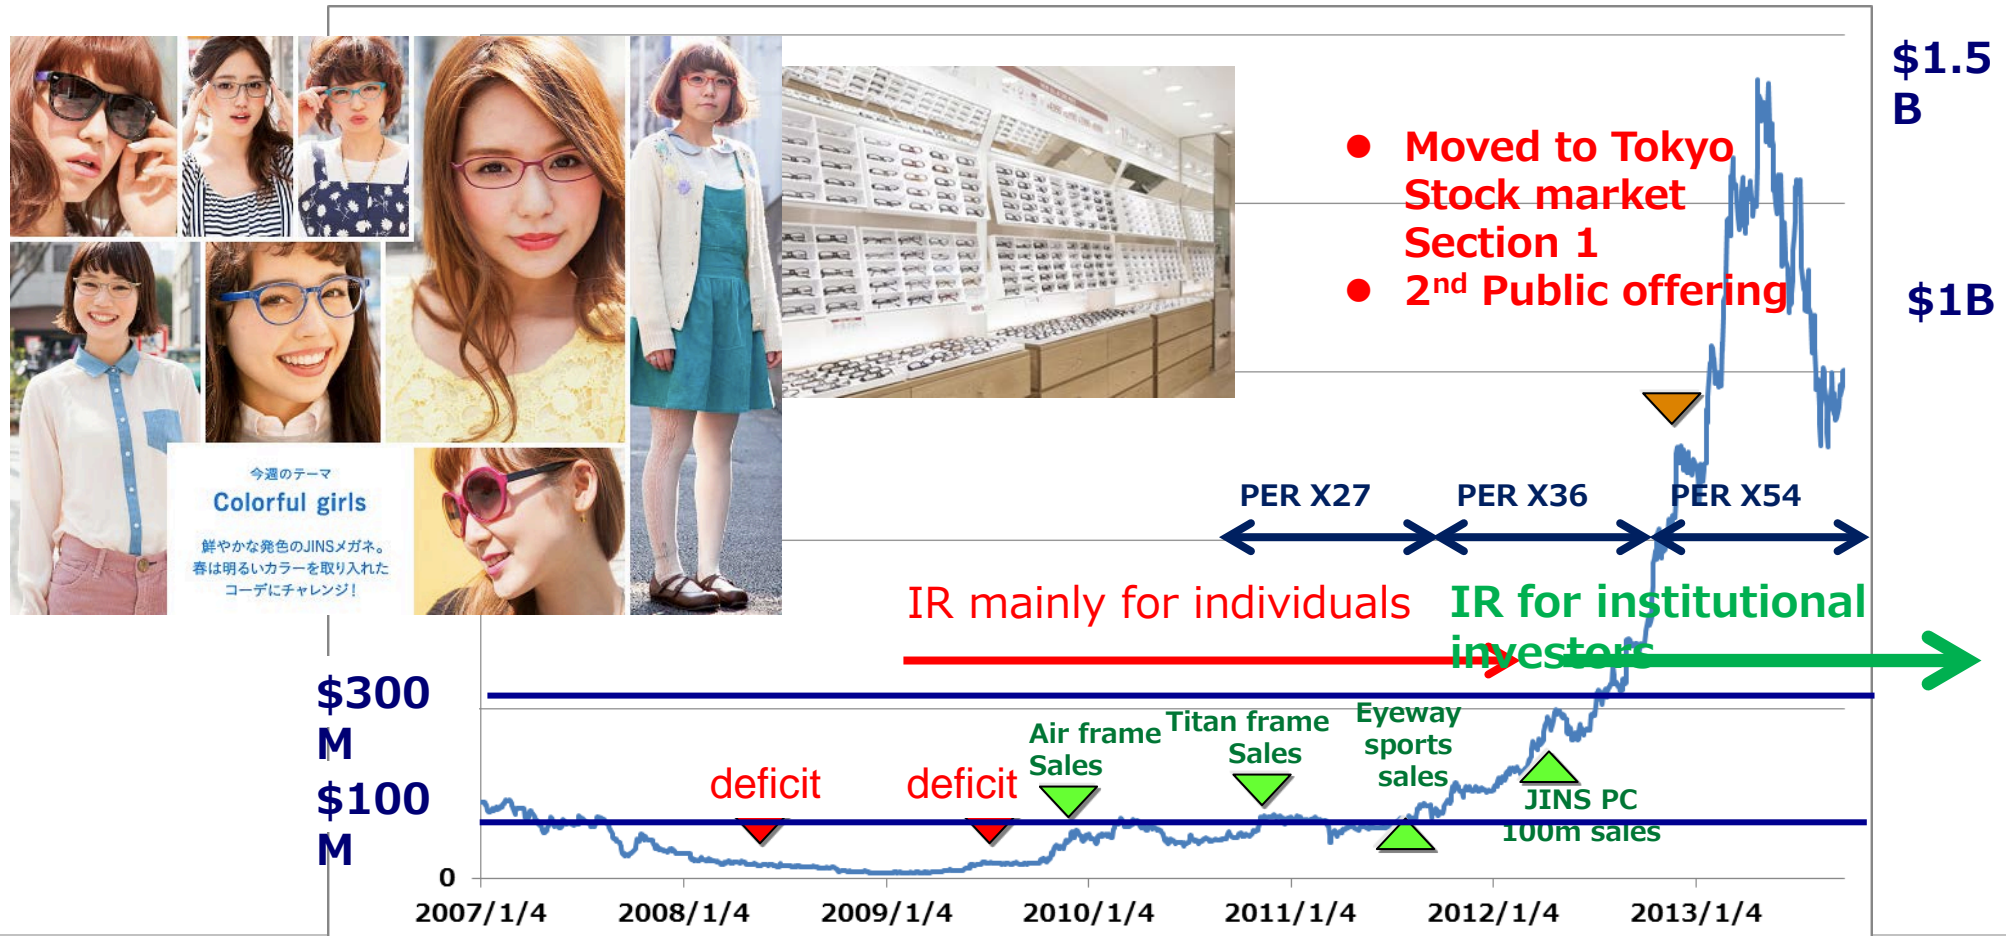 $1.5
B
● Moved to Tokyo
Stock market
Section 1
● 2nd Public offering
$1B
今週のテーマ
Colorful girls
鮮やかな発色のJINSメガネ。
春は明るいカラーを取り入れた
コーデにチャレンジ!
PER X27
PER X36
PER X54
IR mainly for individuals
IR for institutional
investors
$300
M
$100
M
0
deficit
deficit
Air frame
Sales
Titan frame
Sales
Eyeway
sports
sales
JINS PC
100m sales
2007/1/4
2008/1/4
2009/1/4
2010/1/4
2011/1/4
2012/1/4
2013/1/4